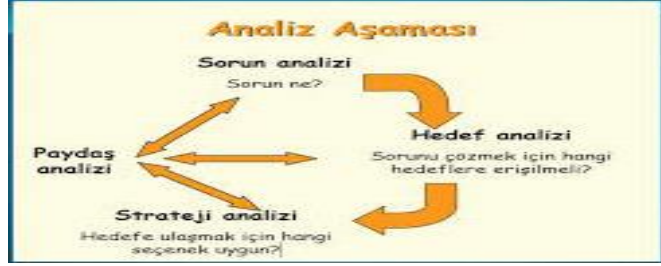 Analiz Aşaması
Sorun analizi
Sorun ne?
Hedef analizi
Sorunu çözmek için hangi
hedeflere erişilmeli?
Paydaş
analizi
Strateji analizi
Hedefe ulaşmak için hangi
seçenek uygun?